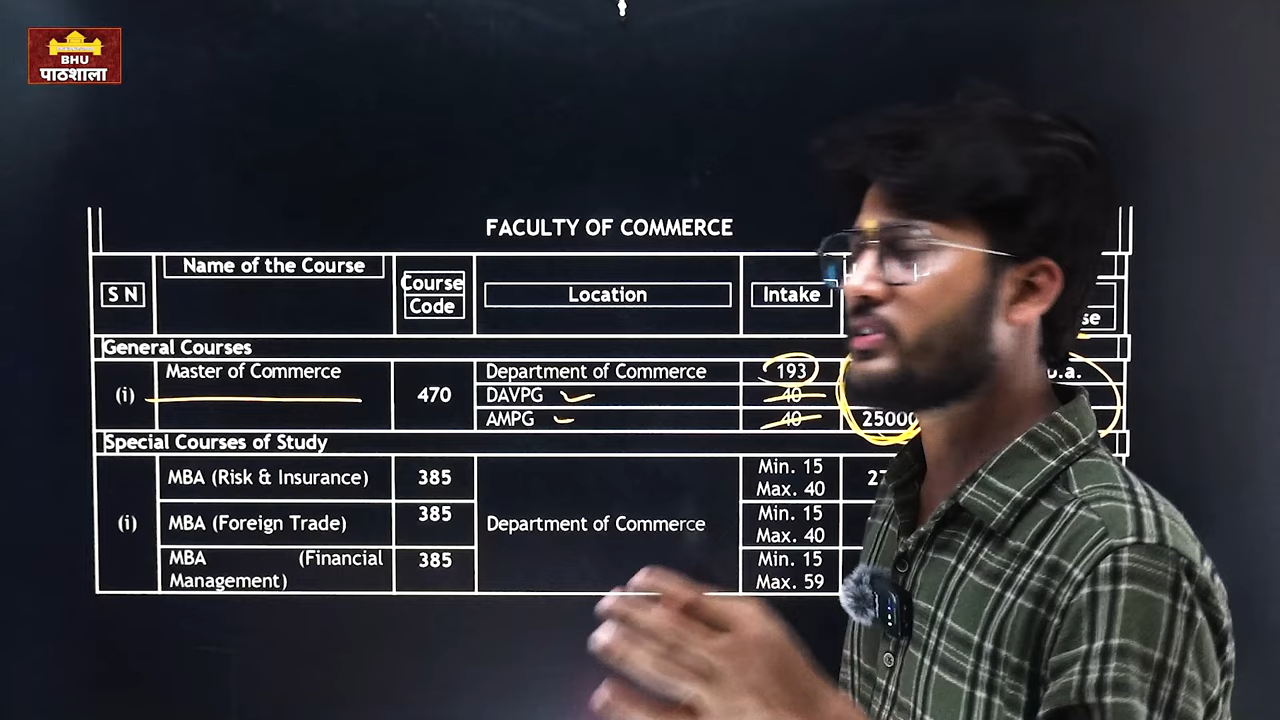 BHU
पाठशाला
FACULTY OF COMMERCE
S N
Name of the Course
Course
Code
Location
Intake
se
General Courses
(i)
Master of Commerce
470
Department of Commerce
193
DAVPG
40
AMPG
40
25000
Special Courses of Study
(i)
MBA (Risk & Insurance)
385
Department of Commerce
Min. 15
Max. 40
MBA (Foreign Trade)
385
Min. 15
Max. 40
MBA (Financial
Management)
385
Min. 15
Max. 59